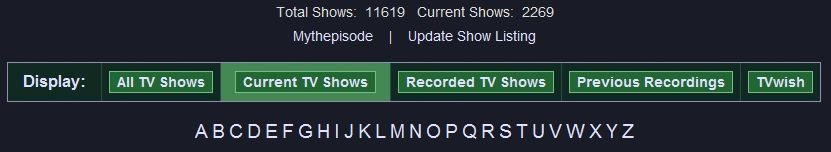 Total Shows: 11619 Current Shows: 2269
Mythepisode | Update Show Listing
Display: All TV Shows Current TV Shows Recorded TV Shows Previous Recordings TVwish
A B C D E F G H I J K L M N O P Q R S T U V W X Y Z